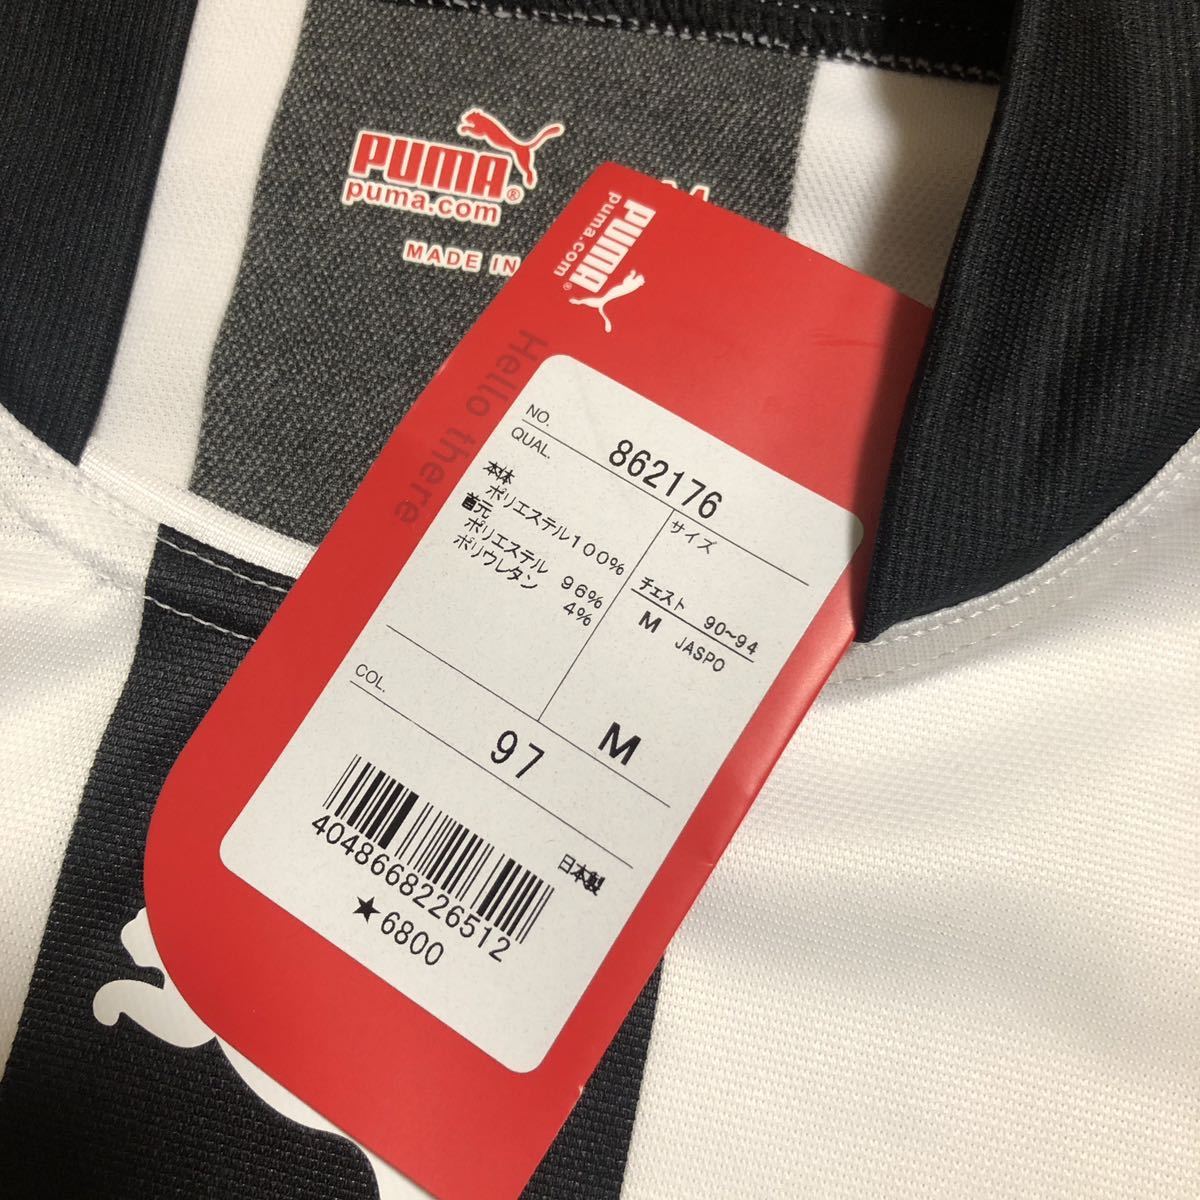 PUMA®
puma.com
MADE IN
PUMA®
puma.com
Hello there
NO. 862176
QUAL.
本体
ポリエステル100%
首元
ポリエステル 96%
ポリウレタン 4%
サイズ
チェスト 90~94
M JASPO
M
COL. 97
日本製
4048668226512
★6800